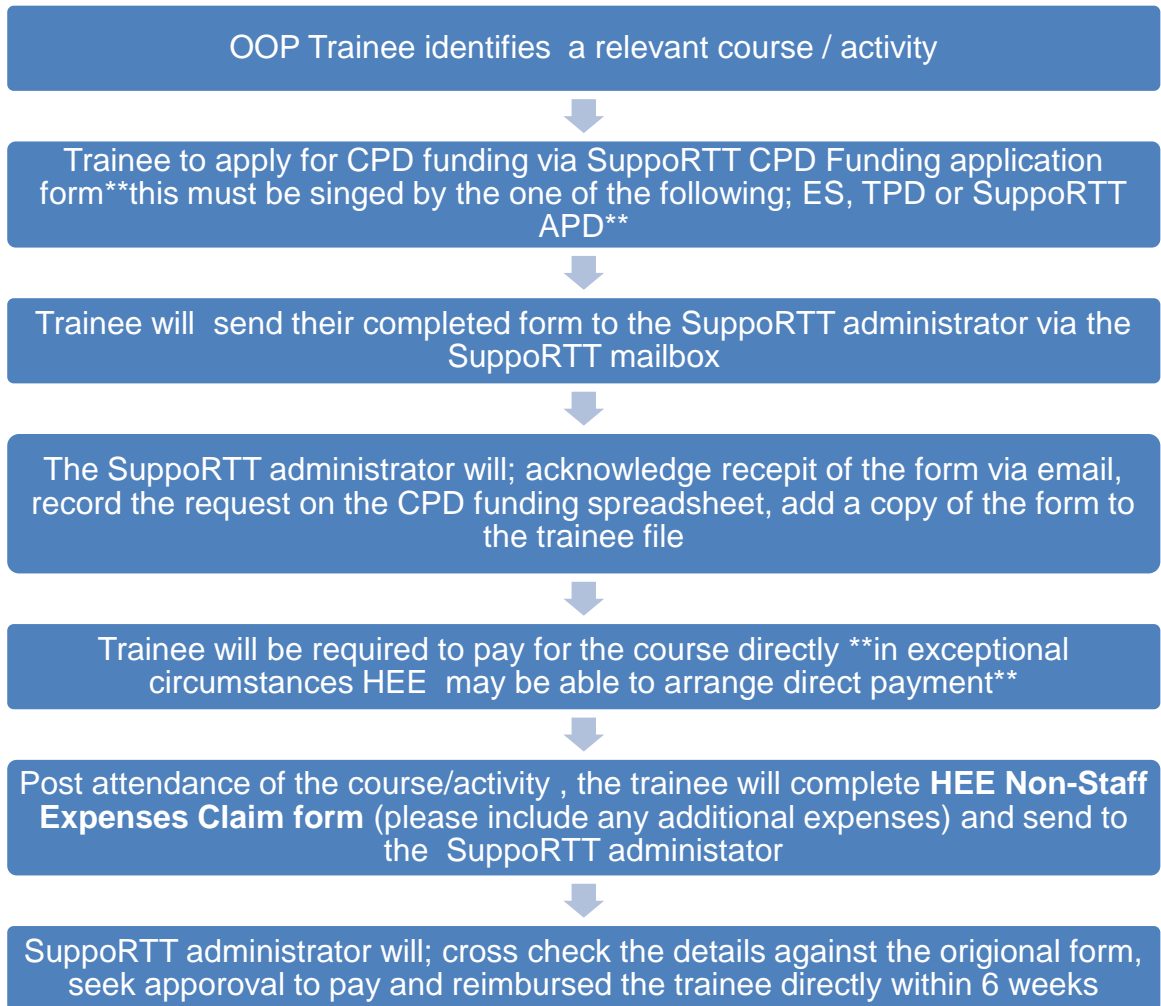 OOP Trainee identifies a relevant course / activity
Trainee to apply for CPD funding via SuppoRTT CPD Funding application
form**this must be singed by the one of the following; ES, TPD or SuppoRTT
APD**
Trainee will send their completed form to the SuppoRTT administrator via the
SuppoRTT mailbox
The SuppoRTT administrator will; acknowledge recepit of the form via email,
record the request on the CPD funding spreadsheet, add a copy of the form to
the trainee file
Trainee will be required to pay for the course directly **in exceptional
circumstances HEE may be able to arrange direct payment**
Post attendance of the course/activity , the trainee will complete HEE Non-Staff
Expenses Claim form (please include any additional expenses) and send to
the SuppoRTT administator
SuppoRTT administrator will; cross check the details against the origional form,
seek apporoval to pay and reimbursed the trainee directly within 6 weeks